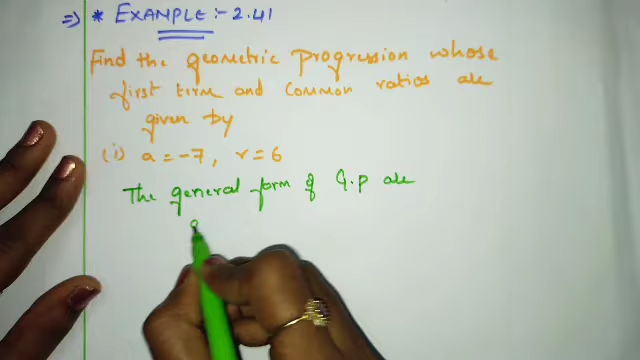 ⇒ * EXAMPLE :- 2.41
Find the geometric progression whose
first term and common ratios are
given by
(i) a = -7, r = 6
The general form of G.p are